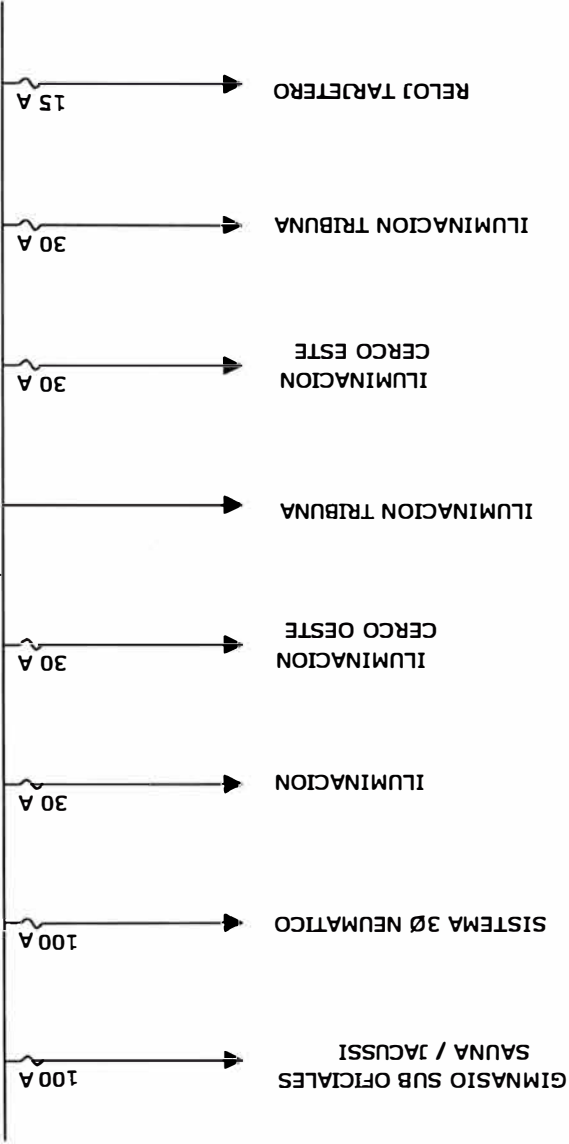 GIMNASIO SUB OFICIALES
SAUNA / JACUSSI
100 A
SISTEMA 3Ø NEUMATICO
100 A
ILUMINACION
30 A
ILUMINACION
CERCO OESTE
30 A
ILUMINACION TRIBUNA
ILUMINACION
CERCO ESTE
30 A
ILUMINACION TRIBUNA
30 A
RELOJ TARJETERO
15 A